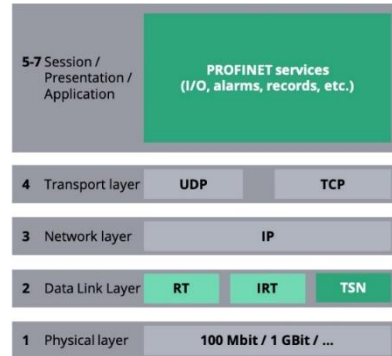 5-7 Session /
Presentation /
Application
PROFINET services
(I/O, alarms, records, etc.)
4 Transport layer UDP TCP
3 Network layer IP
2 Data Link Layer RT IRT TSN
1 Physical layer 100 Mbit / 1 GBit / ...